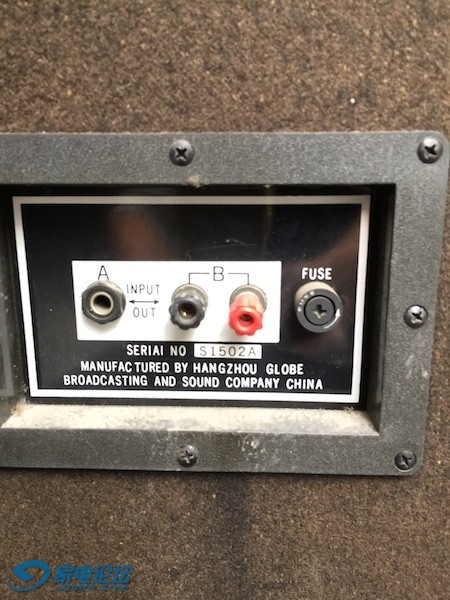 A
B
FUSE
INPUT
OUT
SERIAI NO S1502A
MANUFACTURED BY HANGZHOU GLOBE
BROADCASTING AND SOUND COMPANY CHINA
家电论坛